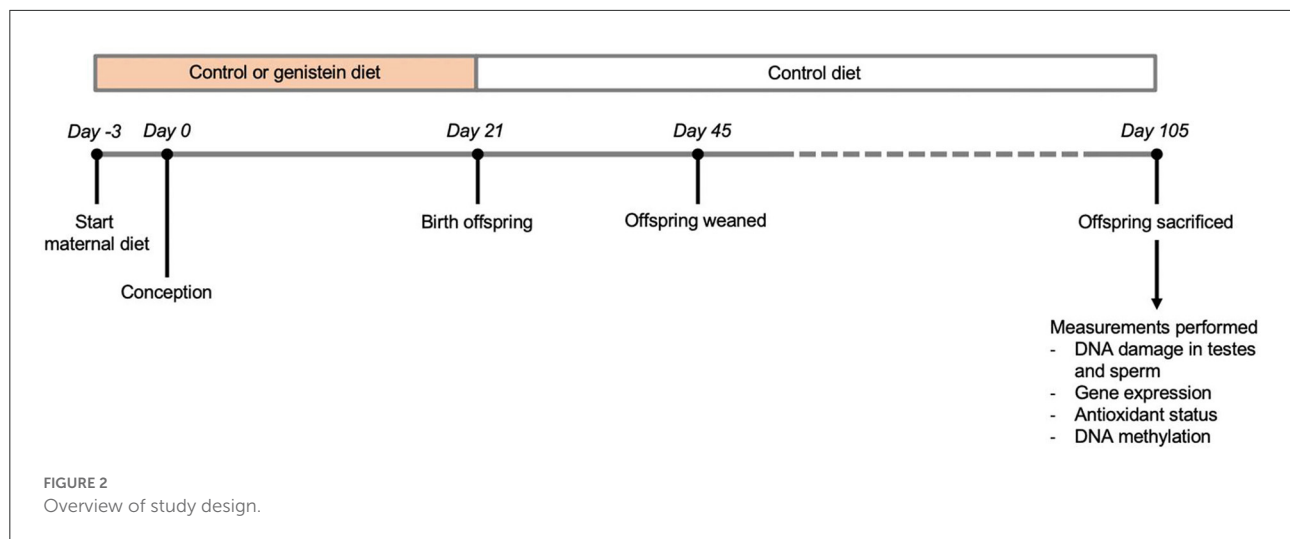 Control or genistein diet
Control diet
Day -3
Day 0
Day 21
Day 45
Day 105
Start
maternal diet
Conception
Birth offspring
Offspring weaned
Offspring sacrificed
Measurements performed
- DNA damage in testes
and sperm
- Gene expression
- Antioxidant status
- DNA methylation
FIGURE 2
Overview of study design.